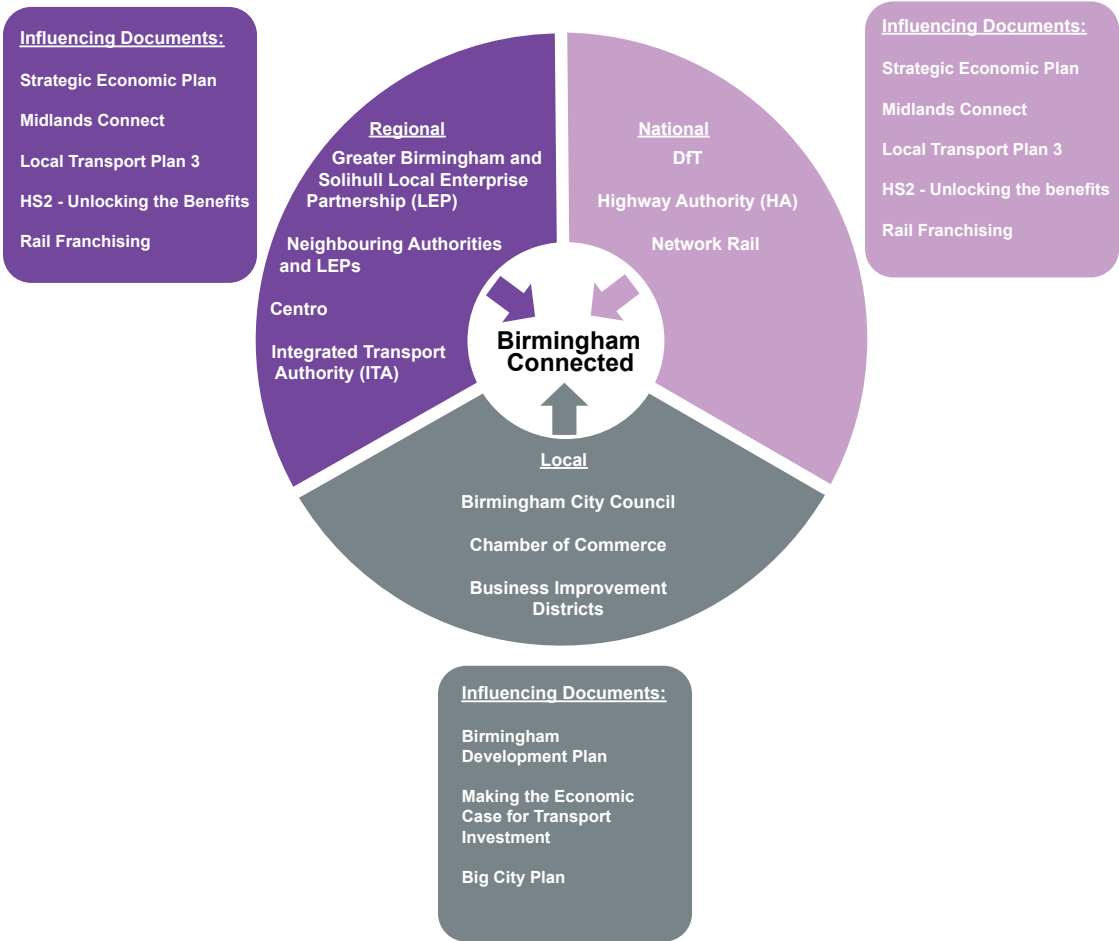 Influencing Documents:
Strategic Economic Plan
Midlands Connect
Local Transport Plan 3
HS2 - Unlocking the Benefits
Rail Franchising
Regional
Greater Birmingham and
Solihull Local Enterprise
Partnership (LEP)
Neighbouring Authorities
and LEPs
Centro
Integrated Transport
Authority (ITA)
National
DfT
Highway Authority (HA)
Network Rail
Influencing Documents:
Strategic Economic Plan
Midlands Connect
Local Transport Plan 3
HS2 - Unlocking the benefits
Rail Franchising
Birmingham
Connected
Local
Birmingham City Council
Chamber of Commerce
Business Improvement
Districts
Influencing Documents:
Birmingham
Development Plan
Making the Economic
Case for Transport
Investment
Big City Plan